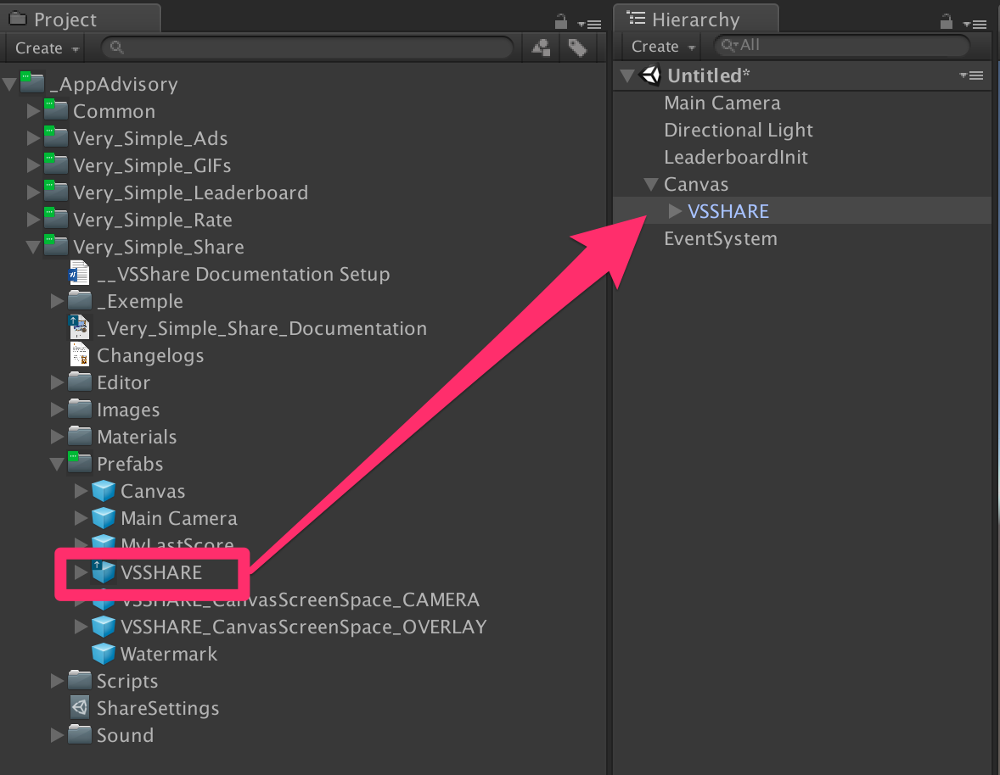 Project
Create
_AppAdvisory
Common
Very_Simple_Ads
Very_Simple_GIFs
Very_Simple_Leaderboard
Very_Simple_Rate
Very_Simple_Share
__VSShare Documentation Setup
_Exemple
_Very_Simple_Share_Documentation
Changelogs
Editor
Images
Materials
Prefabs
Canvas
Main Camera
MyLastScore
VSSHARE
VSSHARE_CanvasScreenSpace_CAMERA
VSSHARE_CanvasScreenSpace_OVERLAY
Watermark
Scripts
ShareSettings
Sound
Hierarchy
Create
All
Untitled*
Main Camera
Directional Light
LeaderboardInit
Canvas
VSSHARE
EventSystem